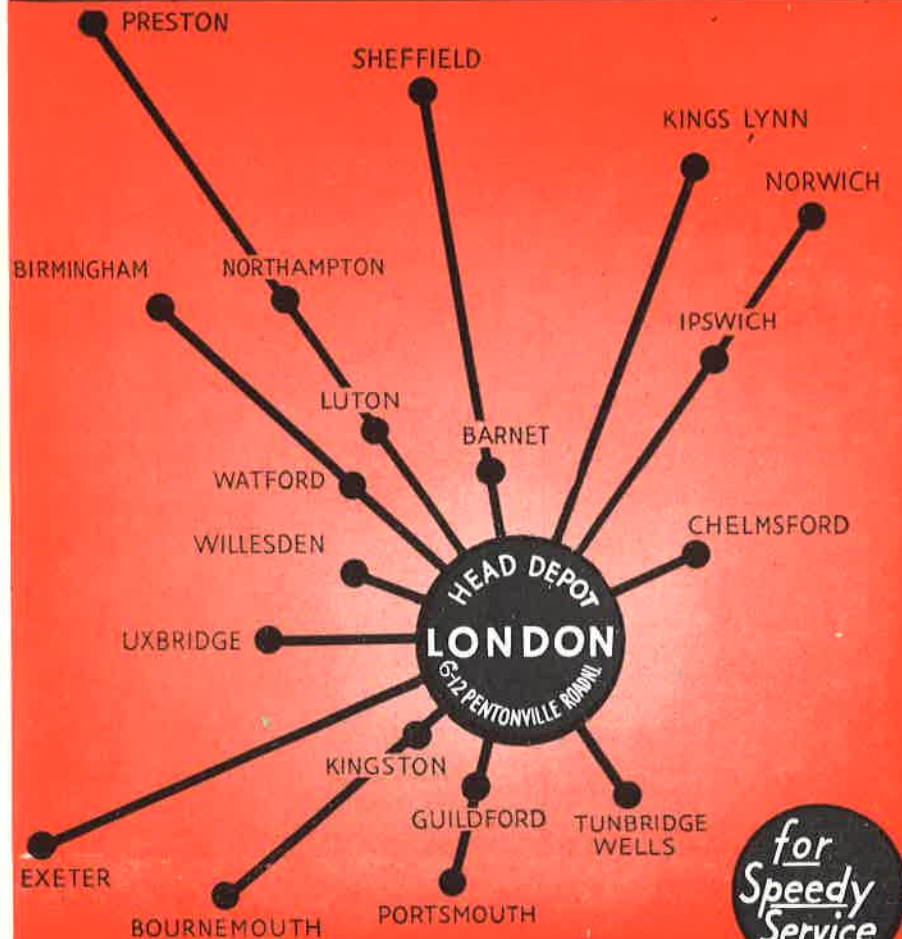 PRESTON
SHEFFIELD
KINGS LYNN
NORWICH
BIRMINGHAM
NORTHAMPTON
IPSWICH
LUTON
BARNET
WATFORD
CHELMSFORD
WILLESDEN
HEAD DEPOT
LONDON
6-12 PENTONVILLE ROAD N1.
UXBRIDGE
KINGSTON
GUILDFORD
TUNBRIDGE
WELLS
EXETER
BOURNEMOUTH
PORTSMOUTH
for
Speedy
Service